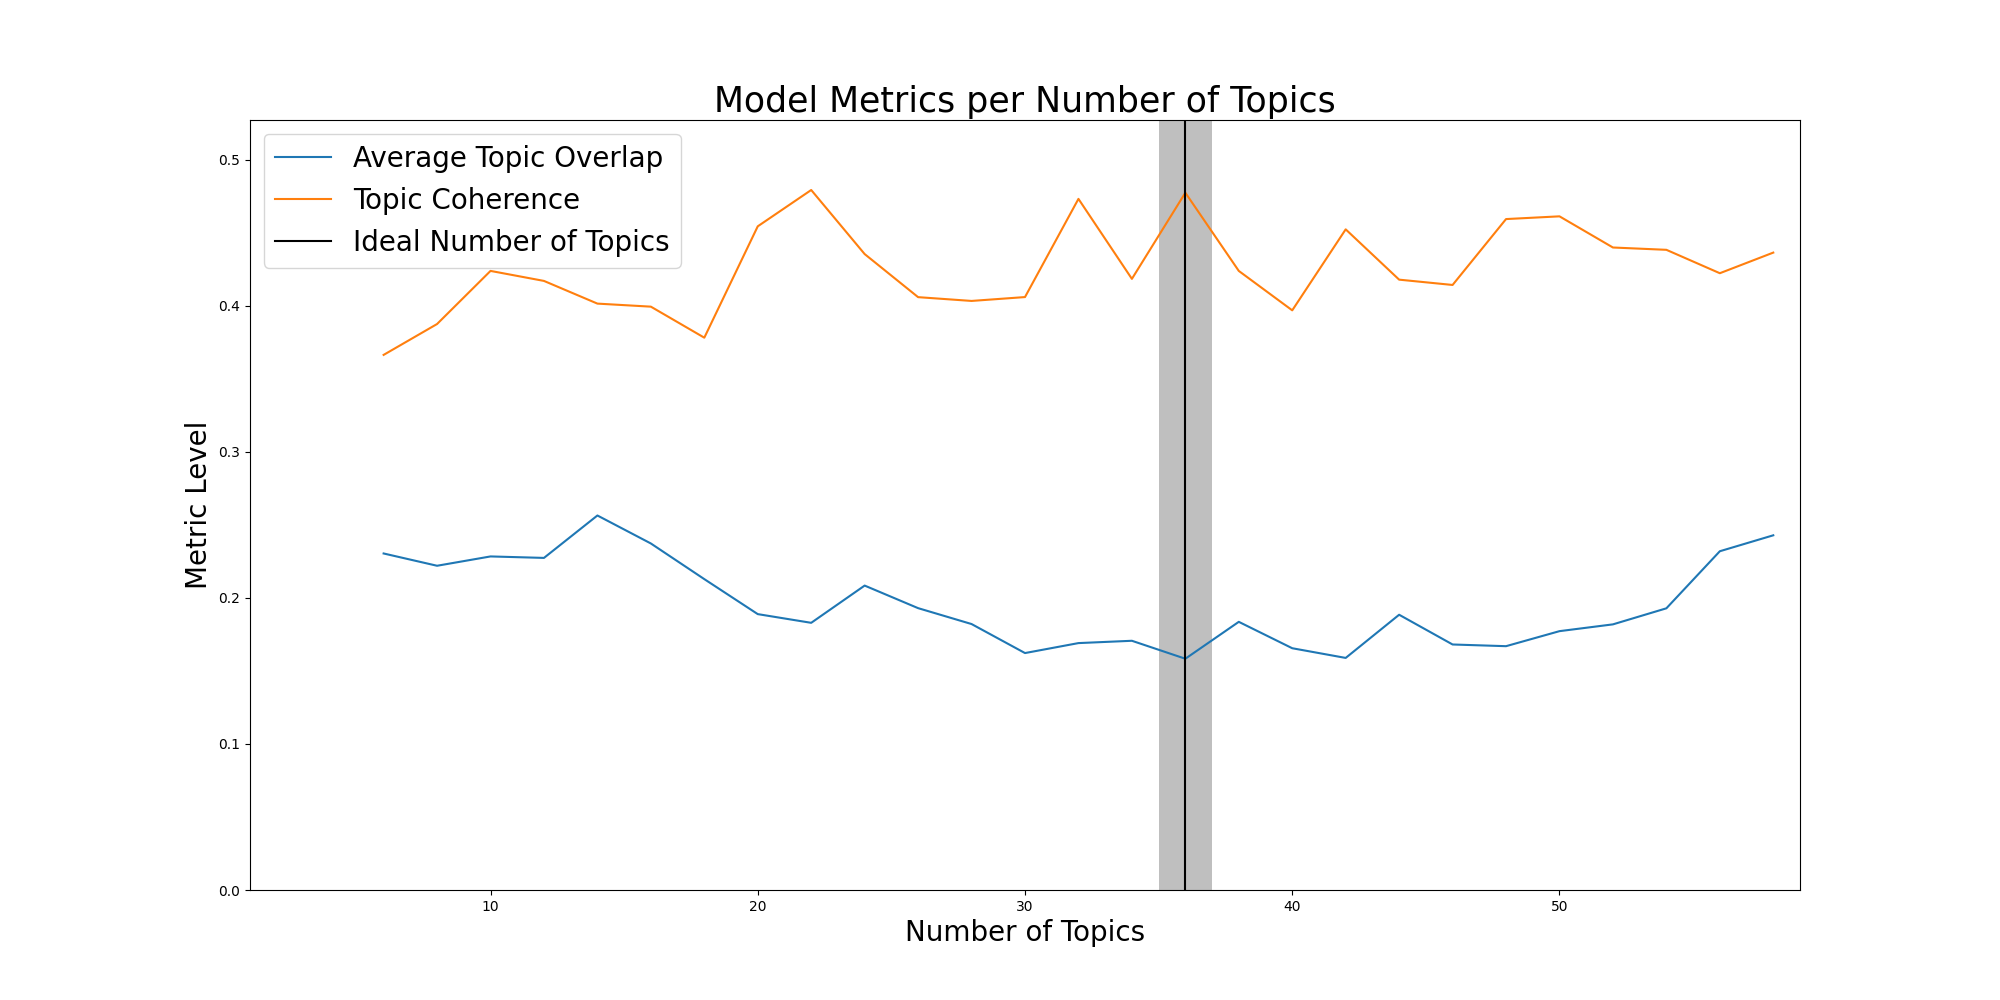 Model Metrics per Number of Topics
Average Topic Overlap
Topic Coherence
Ideal Number of Topics
Metric Level
0.5
0.4
0.3
0.2
0.1
0.0
10 20 30 40 50
Number of Topics